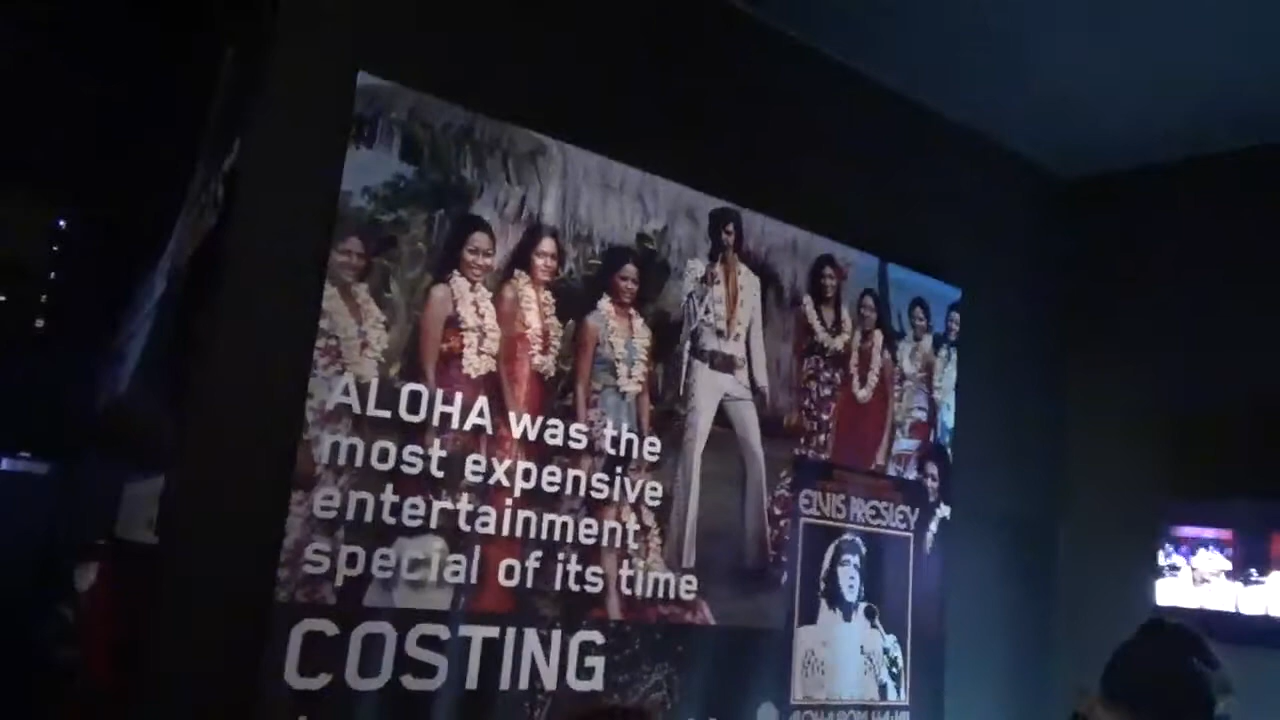 ALOHA was the
most expensive
entertainment
special of its time
COSTING
ELVIS PRESLEY